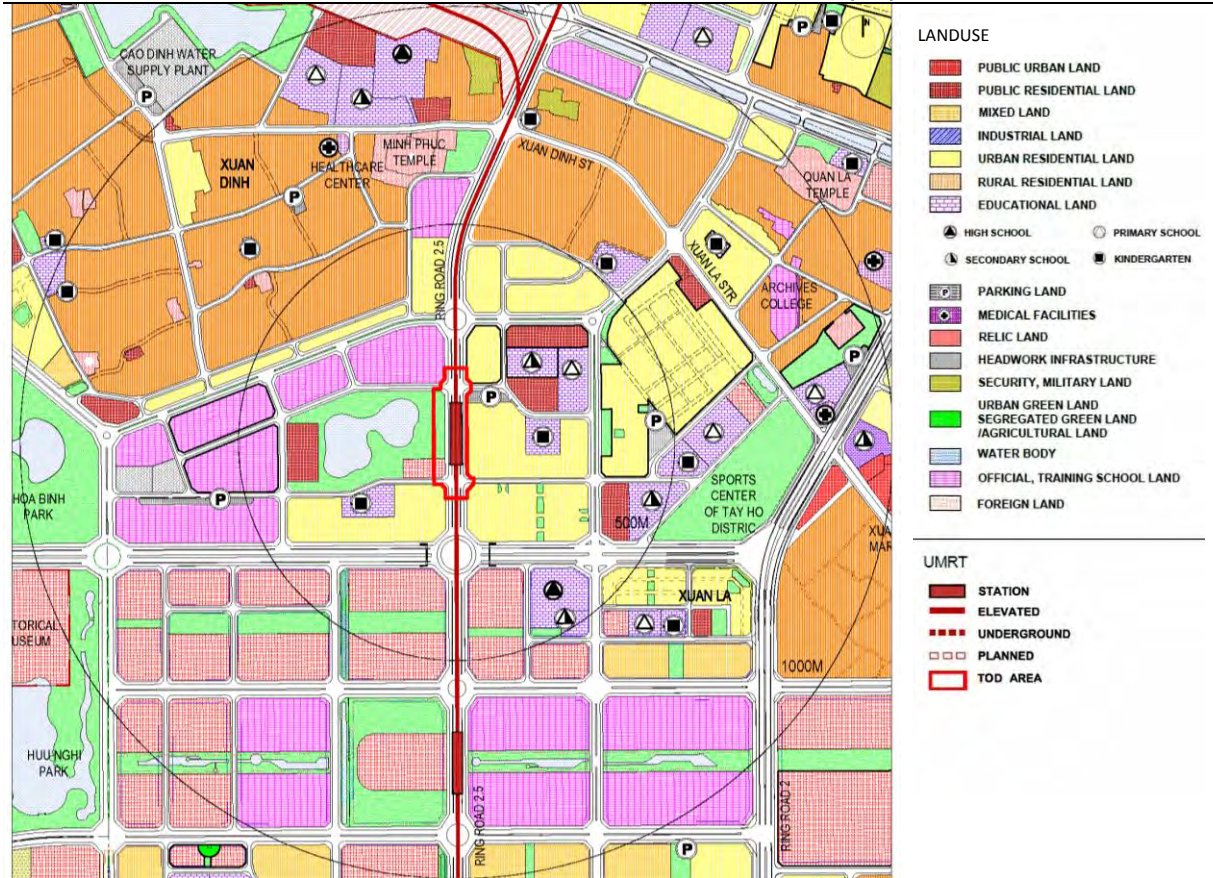 CAO DINH WATER
SUPPLY PLANT
P
P
N
XUAN
DINH
HEALTHCARE
CENTER
MINH PHUC
TEMPLE
XUAN DINH ST
QUAN LA
TEMPLE
P
RING ROAD 2.5
XUAN LA STR
ARCHIVES
COLLEGE
P
P
P
HOA BINH
PARK
P
SPORTS
CENTER
OF TAY HO
DISTRIC
500M
XUA
MAR
TORICAL
USEUM
XUAN LA
1000M
HUU NGHI
PARK
RING ROAD 2.5
RING ROAD 2
P
LANDUSE
PUBLIC URBAN LAND
PUBLIC RESIDENTIAL LAND
MIXED LAND
INDUSTRIAL LAND
URBAN RESIDENTIAL LAND
RURAL RESIDENTIAL LAND
EDUCATIONAL LAND
HIGH SCHOOL
PRIMARY SCHOOL
SECONDARY SCHOOL
KINDERGARTEN
P
PARKING LAND
MEDICAL FACILITIES
RELIC LAND
HEADWORK INFRASTRUCTURE
SECURITY, MILITARY LAND
URBAN GREEN LAND
SEGREGATED GREEN LAND
/AGRICULTURAL LAND
WATER BODY
OFFICIAL, TRAINING SCHOOL LAND
FOREIGN LAND
UMRT
STATION
ELEVATED
UNDERGROUND
PLANNED
TOD AREA